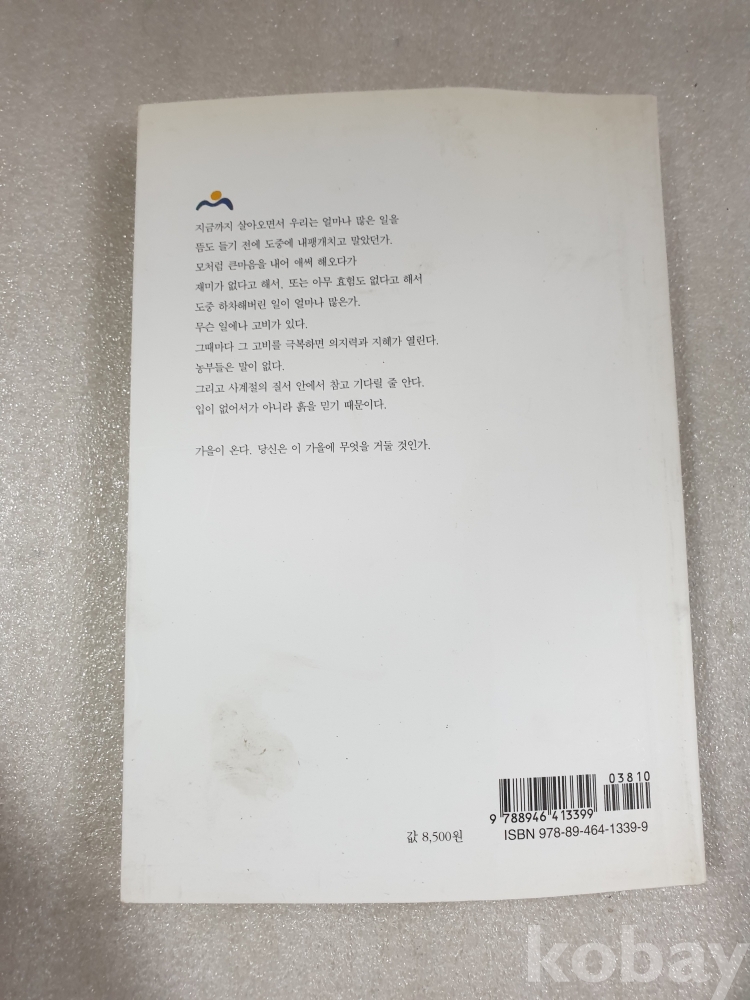 지금까지 살아오면서 우리는 얼마나 많은 일을
뜸도 들기 전에 도중에 내팽개치고 말았던가.
모처럼 큰마음을 내어 애써 해오다가
재미가 없다고 해서, 또는 아무 효험도 없다고 해서
도중 하차해버린 일이 얼마나 많은가.
무슨 일에나 고비가 있다.
그때마다 그 고비를 극복하면 의지력과 지혜가 열린다.
농부들은 말이 없다.
그리고 사계절의 질서 안에서 참고 기다릴 줄 안다.
입이 없어서가 아니라 흙을 믿기 때문이다.
가을이 온다. 당신은 이 가을에 무엇을 거둘 것인가.
03810
9 788946 413399
값 8,500원
ISBN 978-89-464-1339-9
kobay